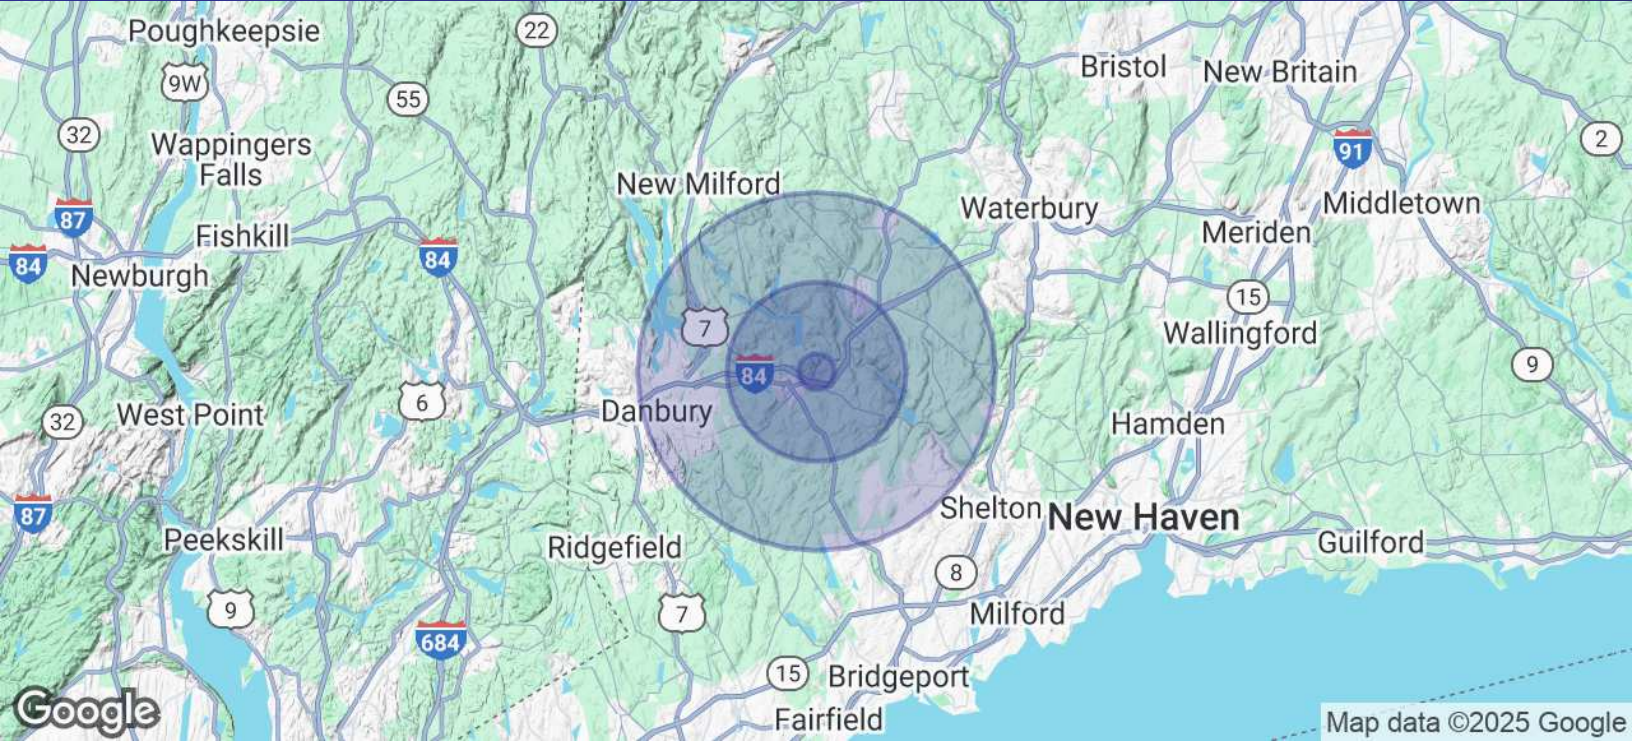 Poughkeepsie
22
Bristol
New Britain
9W
55
32
2
Wappingers
Falls
91
New Milford
Waterbury
Middletown
87
Fishkill
84
Meriden
84
Newburgh
15
7
Wallingford
84
9
6
32
West Point
Danbury
Hamden
87
Shelton
New Haven
Peekskill
Ridgefield
Guilford
8
9
7
Milford
684
15
Bridgeport
Google
Fairfield
Map data ©2025 Google